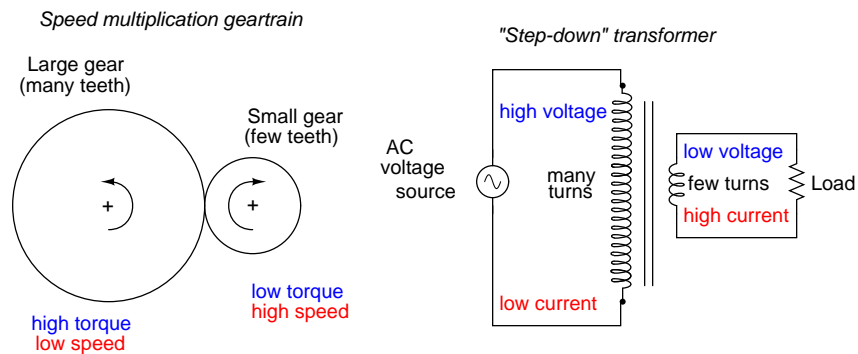 Speed multiplication geartrain
Large gear
(many teeth)
Small gear
(few teeth)
+
+
low torque
high speed
high torque
low speed
"Step-down" transformer
high voltage
AC
voltage
source
many
turns
low voltage
few turns
high current
Load
low current